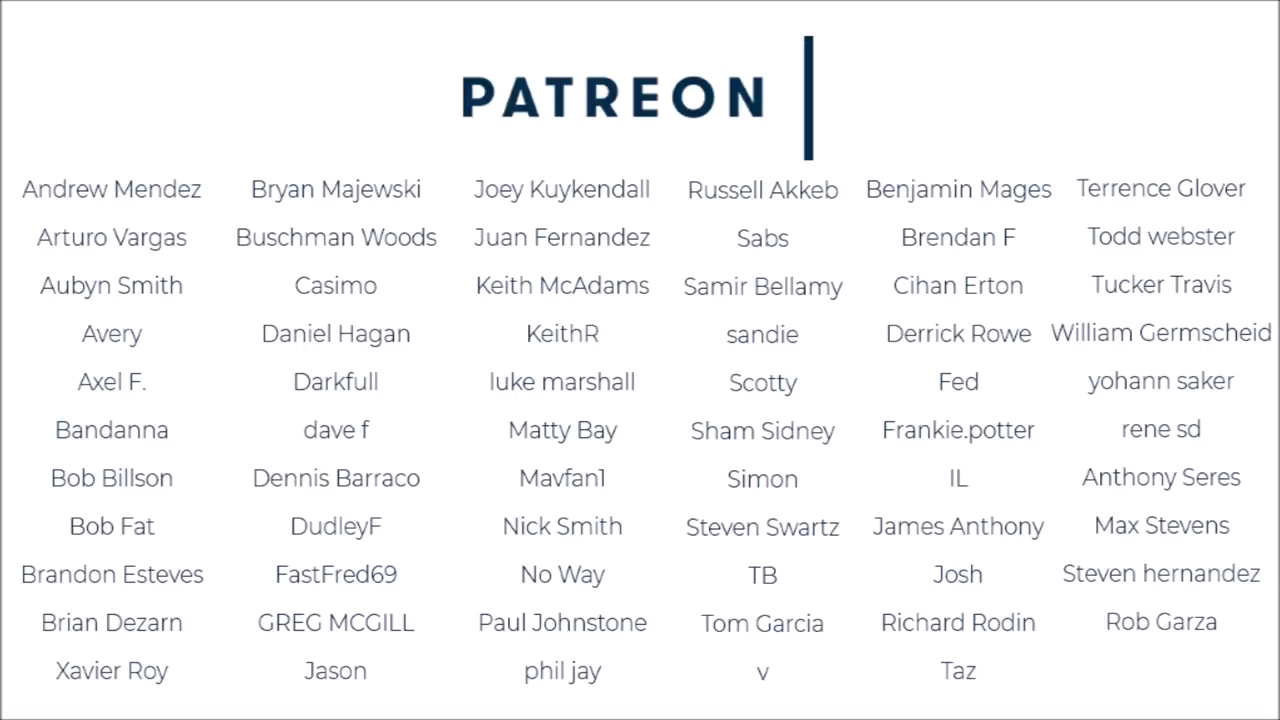 PATREON
Andrew Mendez Bryan Majewski Joey Kuykendall Russell Akkeb Benjamin Mages Terrence Glover
Arturo Vargas Buschman Woods Juan Fernandez Sabs Brendan F Todd webster
Aubyn Smith Casimo Keith McAdams Samir Bellamy Cihan Erton Tucker Travis
Avery Daniel Hagan KeithR sandie Derrick Rowe William Germscheid
Axel F. Darkfull luke marshall Scotty Fed yohann saker
Bandanna dave f Matty Bay Sham Sidney Frankie.potter rene sd
Bob Billson Dennis Barraco Mavfan1 Simon IL Anthony Seres
Bob Fat DudleyF Nick Smith Steven Swartz James Anthony Max Stevens
Brandon Esteves FastFred69 No Way TB Josh Steven hernandez
Brian Dezarn GREG MCGILL Paul Johnstone Tom Garcia Richard Rodin Rob Garza
Xavier Roy Jason phil jay v Taz